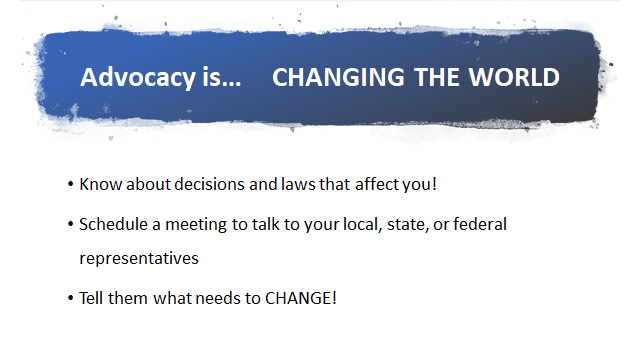 Advocacy is... CHANGING THE WORLD
• Know about decisions and laws that affect you!
• Schedule a meeting to talk to your local, state, or federal
representatives
• Tell them what needs to CHANGE!